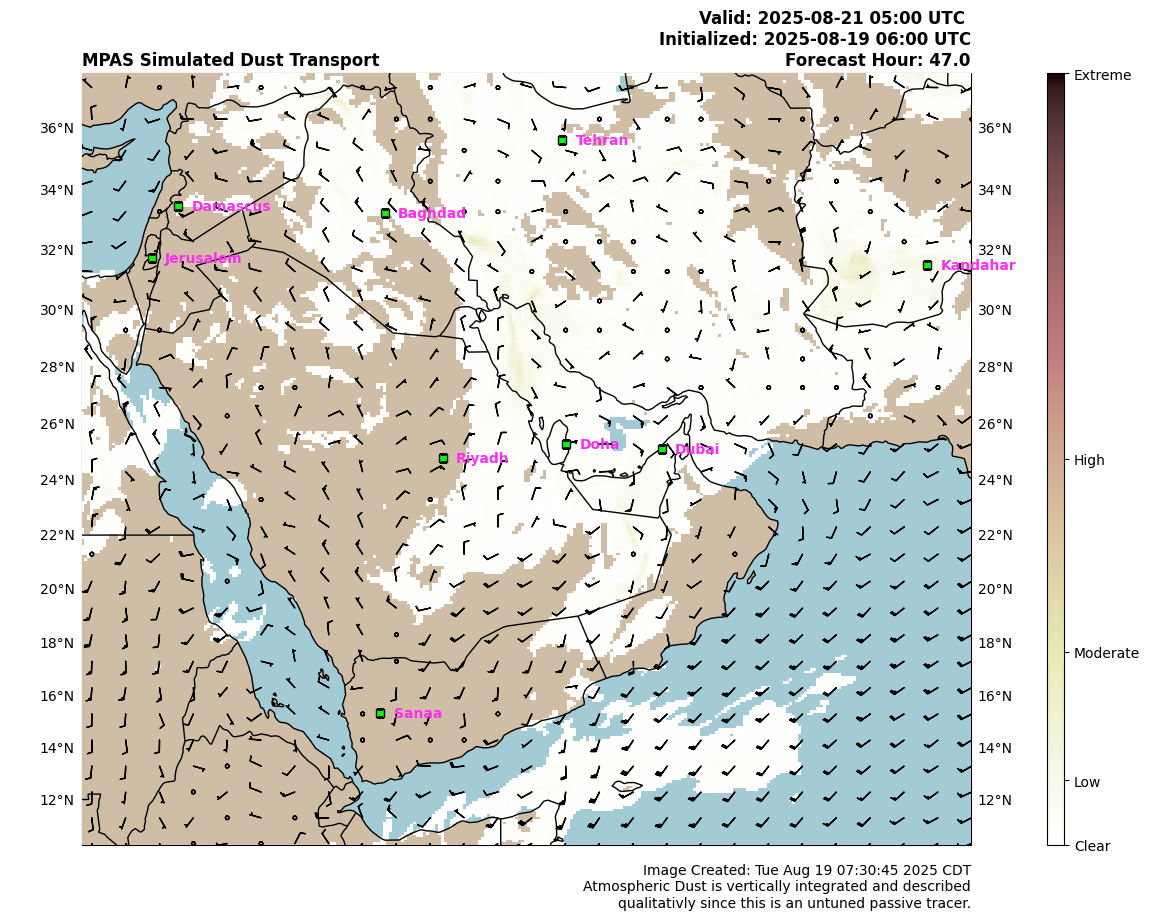 Valid: 2025-08-21 05:00 UTC
Initialized: 2025-08-19 06:00 UTC
MPAS Simulated Dust Transport Forecast Hour: 47.0
Extreme
36°N 36°N
Tehran
34°N 34°N
Damascus
Baghdad
32°N 32°N
Jerusalem
Kandahar
30°N 30°N
28°N 28°N
26°N 26°N
Doha
Dubai
Riyadh
High
24°N 24°N
22°N 22°N
20°N 20°N
18°N 18°N
Moderate
16°N 16°N
Sanaa
14°N 14°N
Low
12°N 12°N
Clear
Image Created: Tue Aug 19 07:30:45 2025 CDT
Atmospheric Dust is vertically integrated and described
qualitativly since this is an untuned passive tracer.